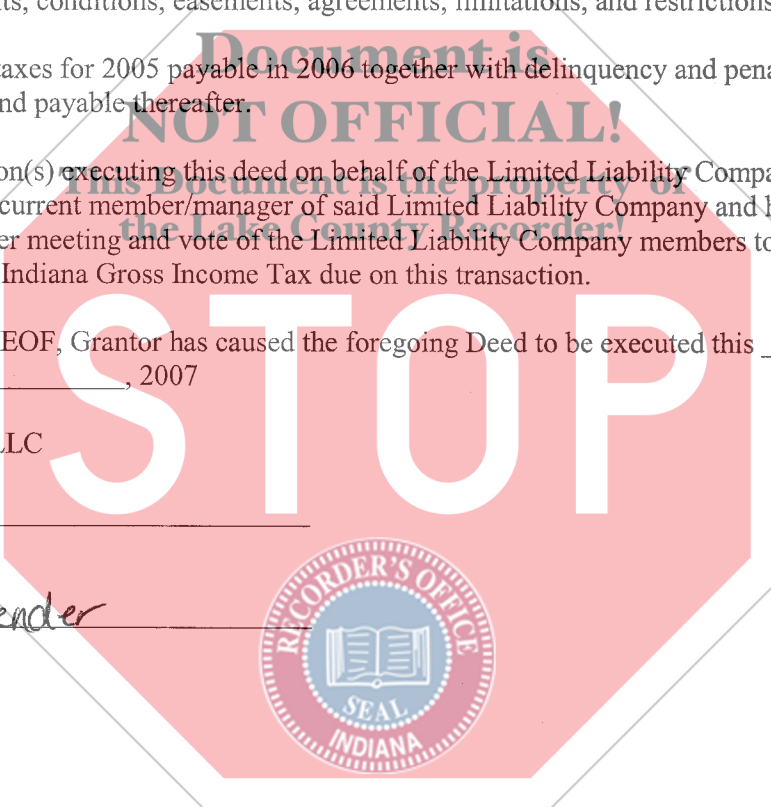 ts, conditions, easements, agreements, limitations, and restrictions
Document is
taxes for 2005 payable in 2006 together with delinquency and pena
nd payable thereafter.
NOT OFFICIAL!
on(s) executing this deed on behalf of the Limited Liability Compa
This Document is the property of
current member/manager of said Limited Liability Company and h
the Lake County Recorder!
er meeting and vote of the Limited Liability Company members to
Indiana Gross Income Tax due on this transaction.
STOP
EOF, Grantor has caused the foregoing Deed to be executed this _
__________, 2007
LLC
ender
RECORDER'S OFFICE
SEAL
INDIANA